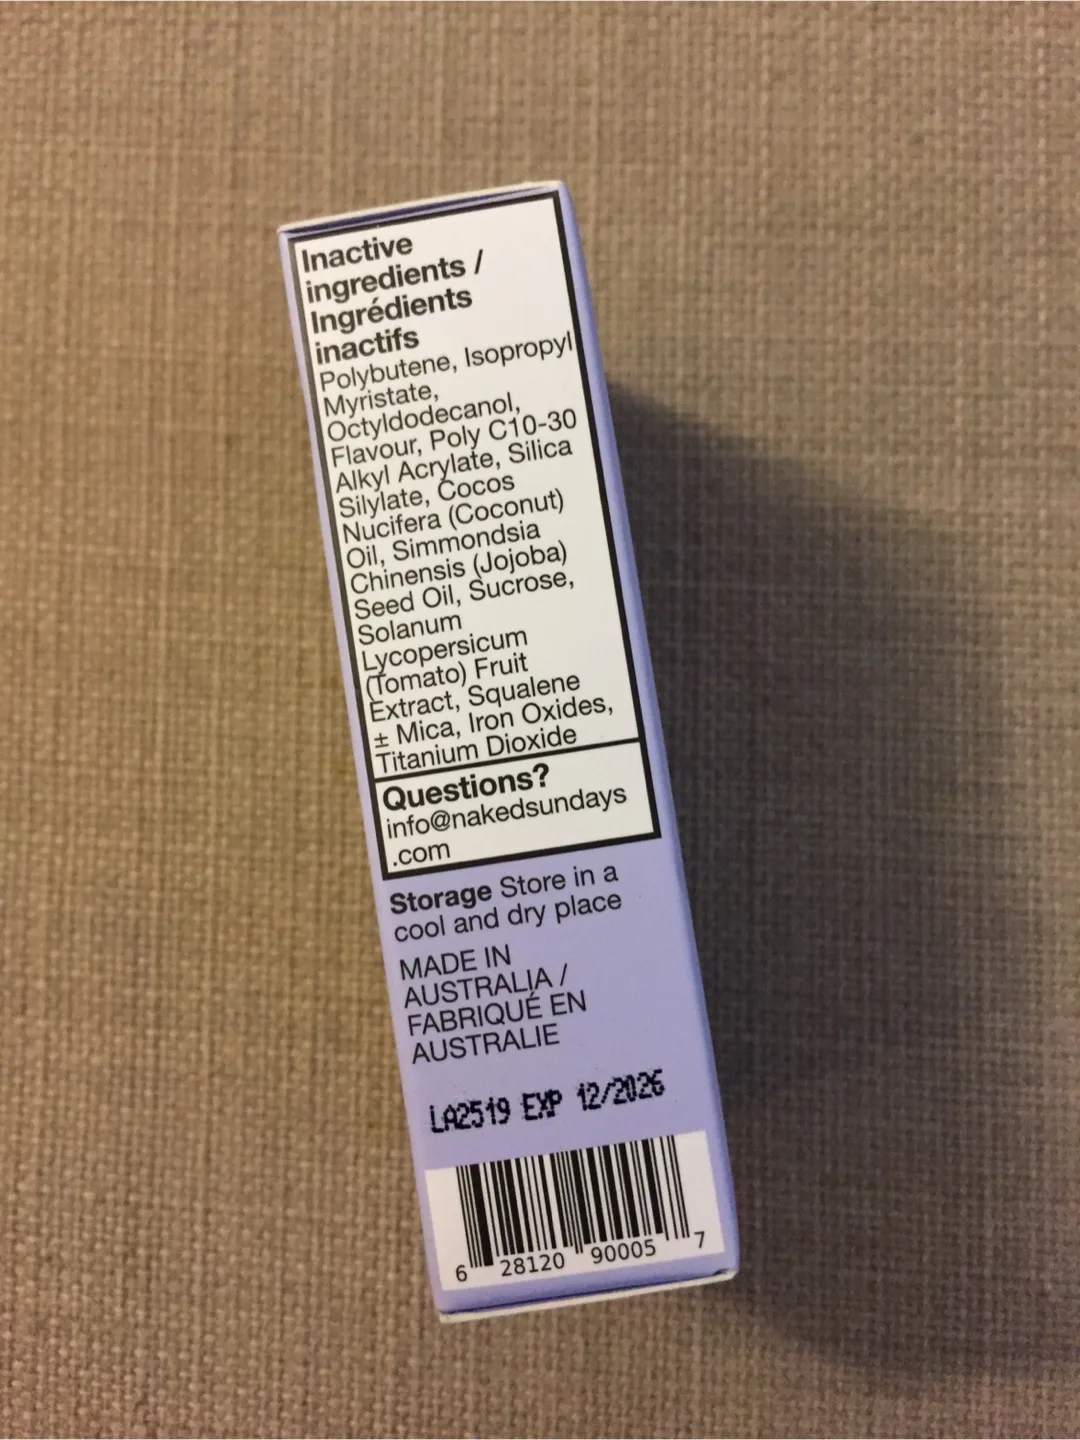 Inactive
ingredients /
Ingrédients
inactifs
Polybutene, Isopropyl
Myristate,
Octyldodecanol,
Flavour, Poly C10-30
Alkyl Acrylate, Silica
Silylate, Cocos
Nucifera (Coconut)
Oil, Simmondsia
Chinensis (Jojoba)
Seed Oil, Sucrose,
Solanum
Lycopersicum
(Tomato) Fruit
Extract, Squalene
± Mica, Iron Oxides,
Titanium Dioxide
Questions?
info@nakedsundays
.com
Storage Store in a
cool and dry place
MADE IN
AUSTRALIA /
FABRIQUÉ EN
AUSTRALIE
LA2519 EXP 12/2026
6 28120 90005 7